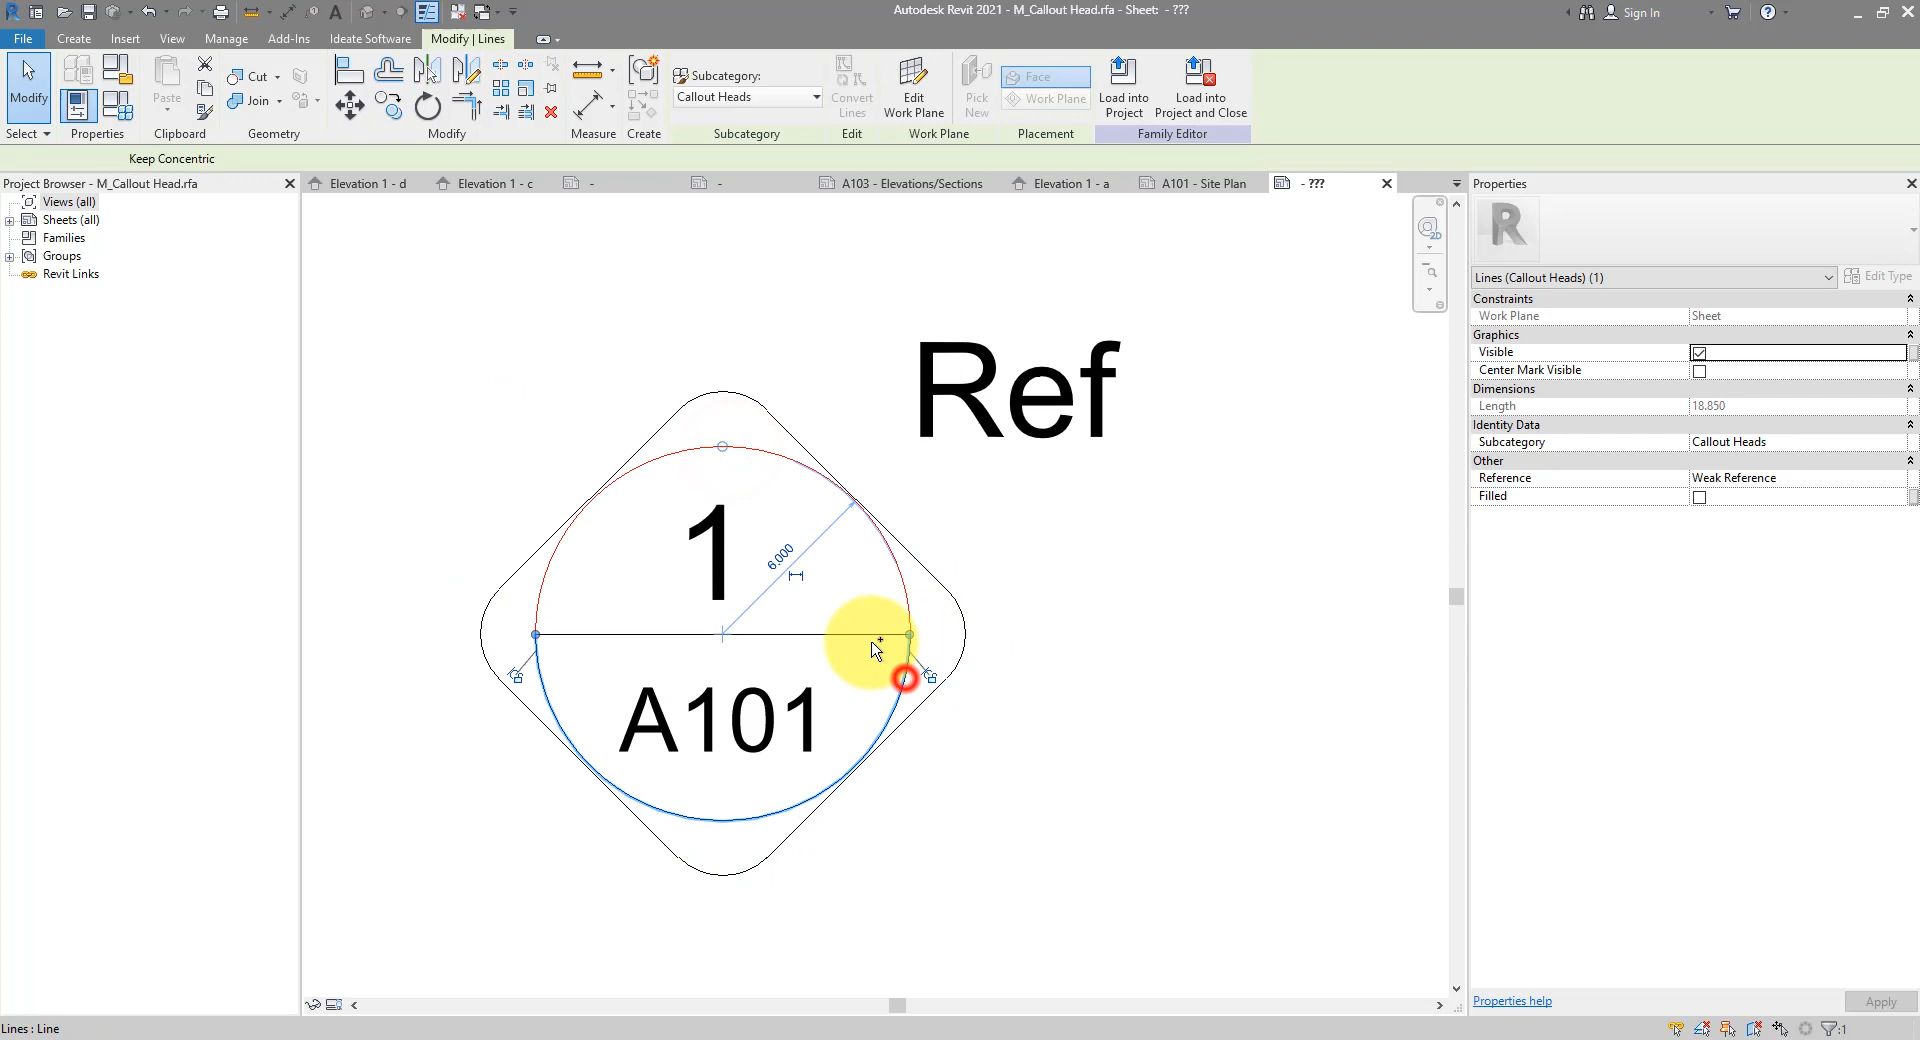 Autodesk Revit 2021 - M_Callout Head.rfa - Sheet: - ???
Sign In
File Create Insert View Manage Add-Ins Ideate Software Modify | Lines
Modify
Select
Properties
Paste
Clipboard
Cut
Join
Geometry
Modify
Measure
Create
Subcategory:
Callout Heads
Subcategory
Convert Lines
Edit
Edit Work Plane
Work Plane
Pick New
Face
Work Plane
Placement
Load into Project
Load into Project and Close
Family Editor
Keep Concentric
Project Browser - M_Callout Head.rfa
Views (all)
Sheets (all)
Families
Groups
Revit Links
Elevation 1 - d
Elevation 1 - c
-
-
A103 - Elevations/Sections
Elevation 1 - a
A101 - Site Plan
- ???
Ref
1
6.000
A101
2D
Properties
R
Lines (Callout Heads) (1)
Edit Type
Constraints
Work Plane Sheet
Graphics
Visible
Center Mark Visible
Dimensions
Length 18.850
Identity Data
Subcategory Callout Heads
Other
Reference Weak Reference
Filled
Properties help
Apply
Lines : Line
:1